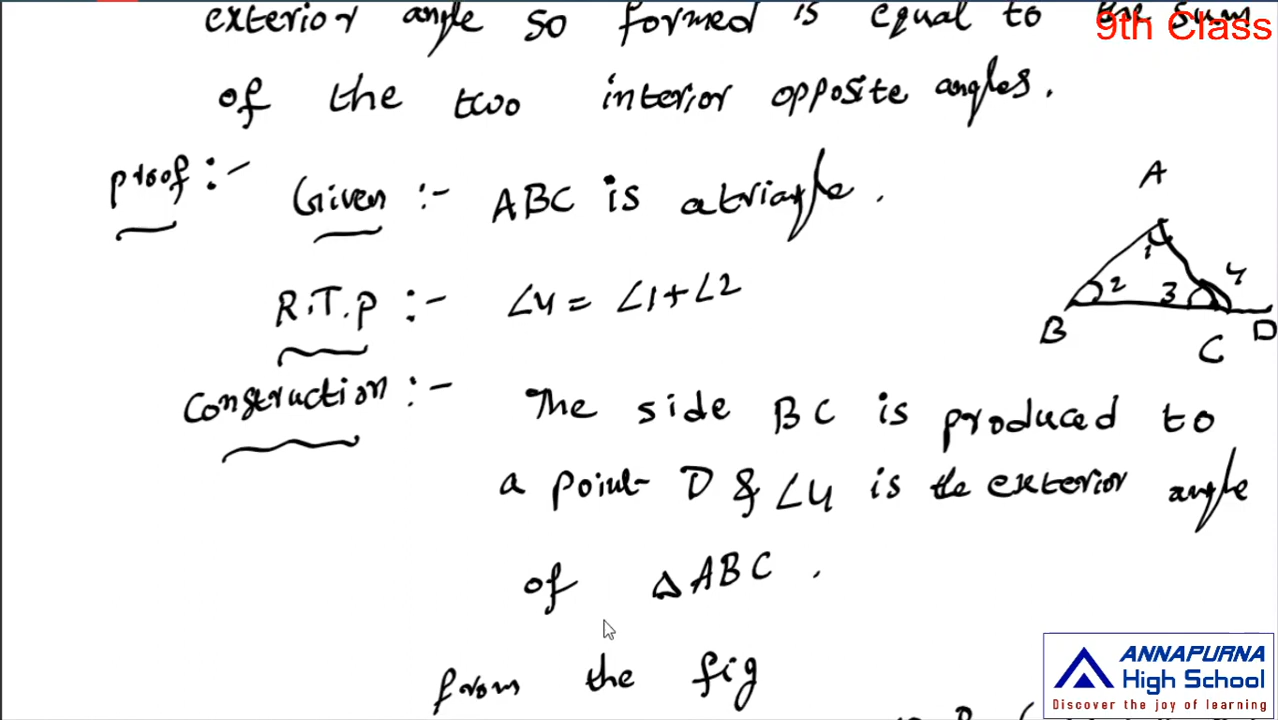 exterior angle so formed is equal to the sum
9th Class
of the two interior opposite angles.
proof :-
Given :- ABC is a triangle.
A
1
2
3
4
B
C
D
R.T.P :- ∠4 = ∠1+∠2
Construction :- The side BC is produced to
a point D & ∠4 is the exterior angle
of △ABC.
from the fig
ANNAPURNA
High School
Discover the joy of learning